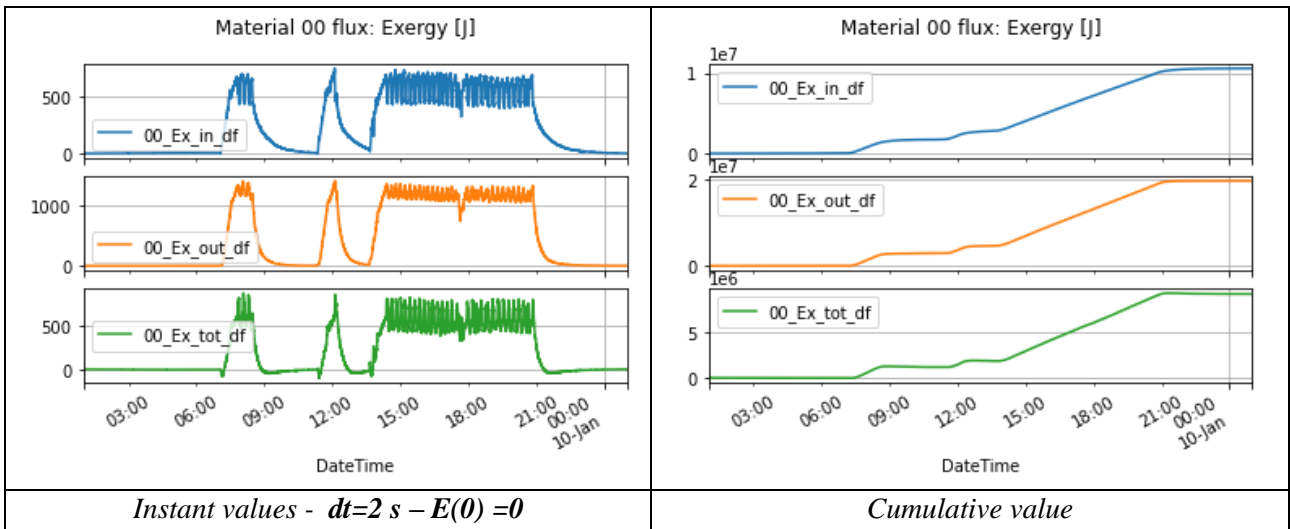 Material 00 flux: Exergy [J]
500
0
00_Ex_in_df
1000
0
00_Ex_out_df
500
0
00_Ex_tot_df
03:00 06:00 09:00 12:00 15:00 18:00 21:00 00:00
10-Jan
DateTime
Material 00 flux: Exergy [J]
1e7
1
0
00_Ex_in_df
1e7
2
0
00_Ex_out_df
1e6
5
0
00_Ex_tot_df
03:00 06:00 09:00 12:00 15:00 18:00 21:00 00:00
10-Jan
DateTime
Instant values - dt=2 s – E(0) =0
Cumulative value